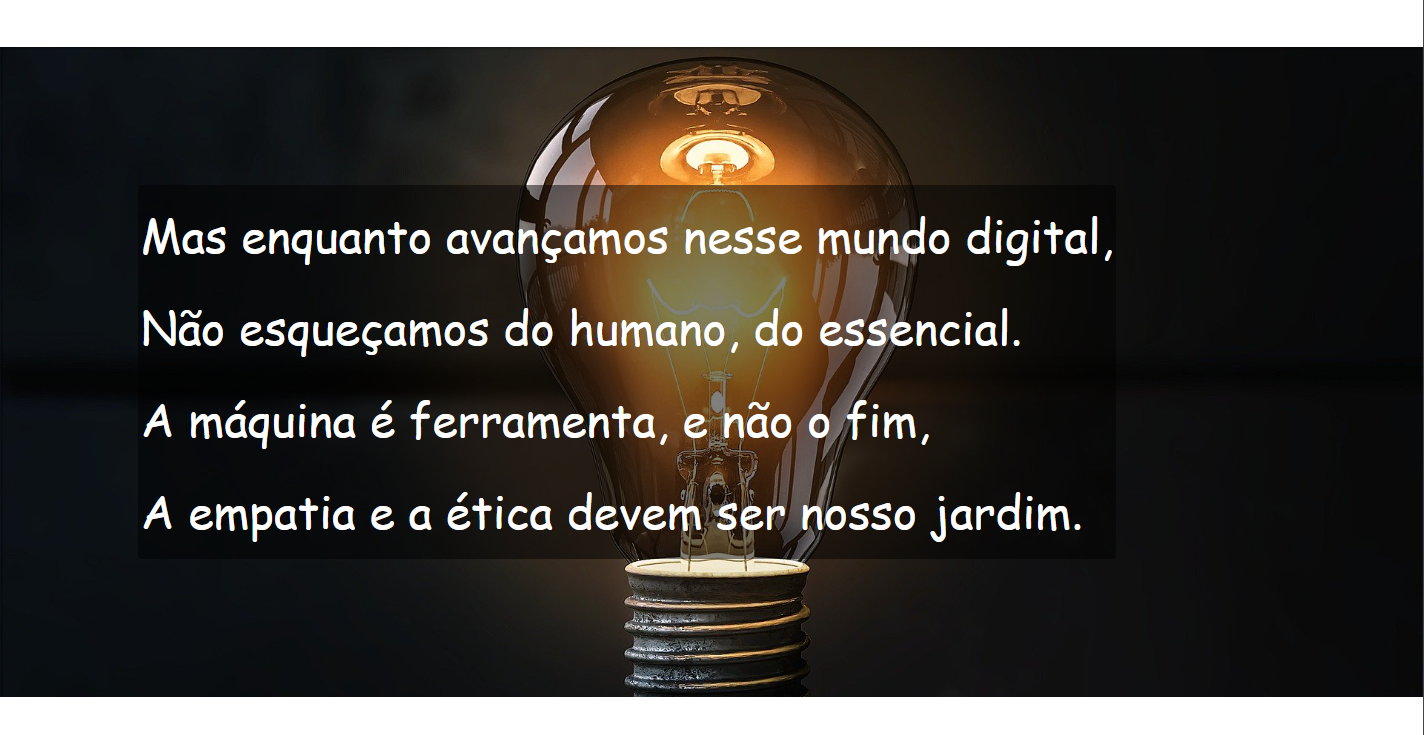 Mas enquanto avançamos nesse mundo digital,
Não esqueçamos do humano, do essencial.
A máquina é ferramenta, e não o fim,
A empatia e a ética devem ser nosso jardim.